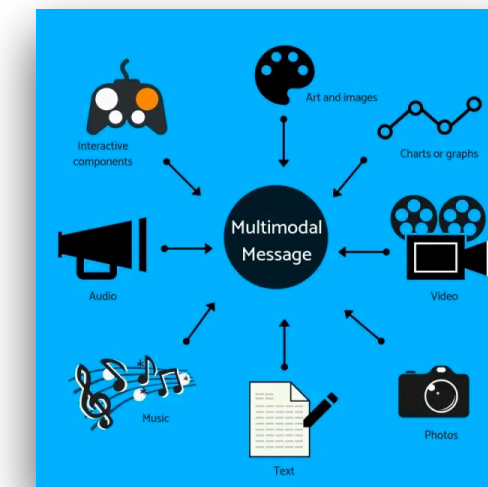 Art and images
Interactive
components
Charts or graphs
Multimodal
Message
Audio
Video
Music
Photos
Text